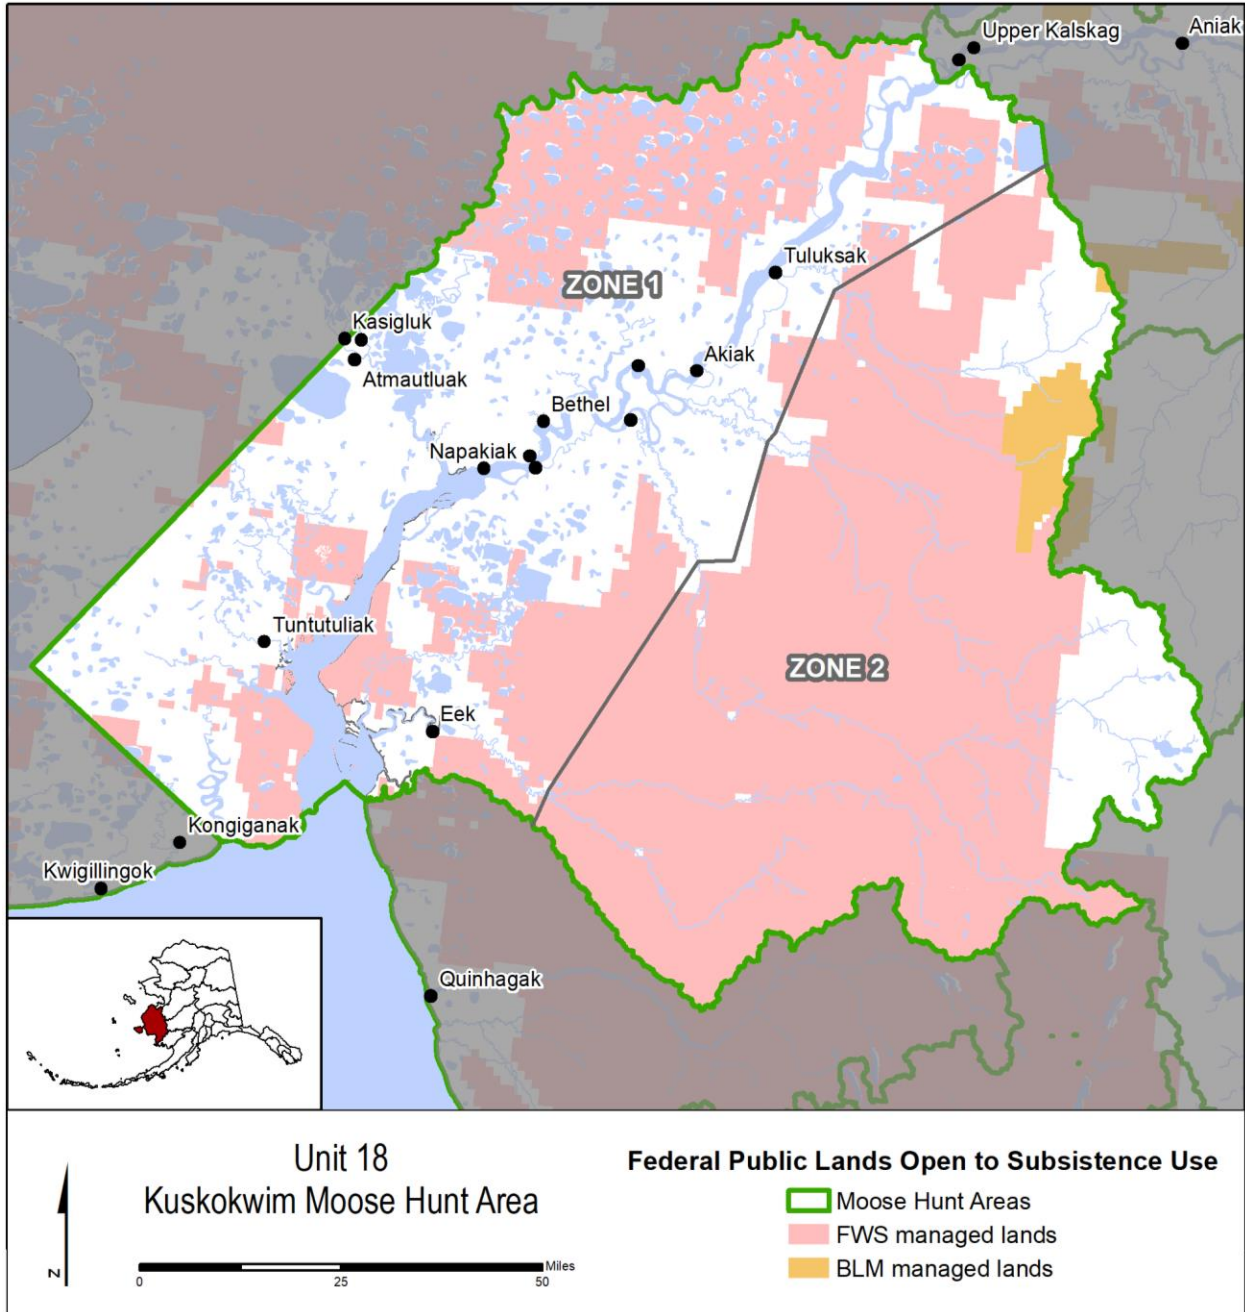 Upper Kalskag
Aniak
Tuluksak
ZONE 1
Kasigluk
Atmautluak
Akiak
Bethel
Napakiak
Tuntutuliak
ZONE 2
Eek
Kongiganak
Kwigillingok
Quinhagak
Unit 18
Kuskokwim Moose Hunt Area
N
0 25 50 Miles
Federal Public Lands Open to Subsistence Use
Moose Hunt Areas
FWS managed lands
BLM managed lands